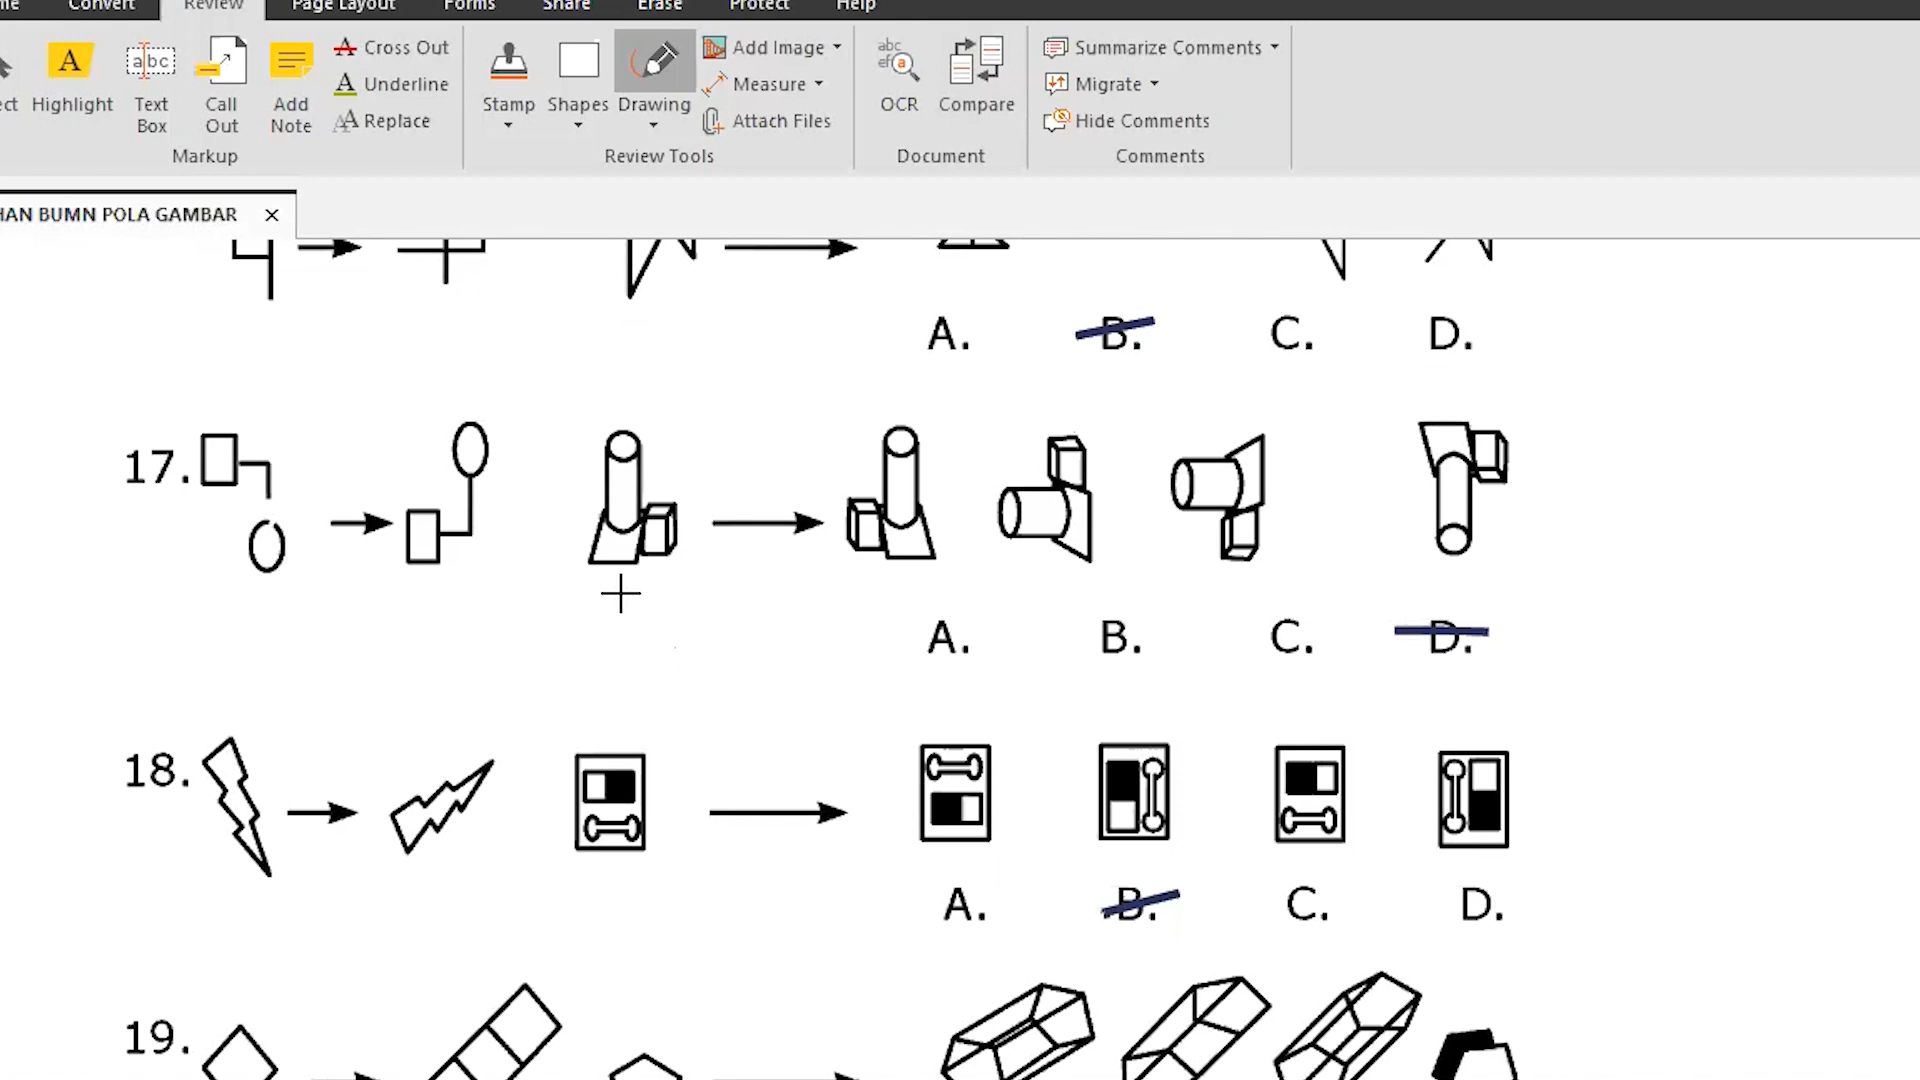 Convert Review Page Layout Forms Share Erase Protect Help
Highlight
Text Box
Call Out
Add Note
Cross Out
Underline
Replace
Markup
Stamp
Shapes
Drawing
Add Image
Measure
Attach Files
Review Tools
OCR
Compare
Document
Summarize Comments
Migrate
Hide Comments
Comments
HAN BUMN POLA GAMBAR
A. B. C. D.
17.
A. B. C. D.
18.
A. B. C. D.
19.